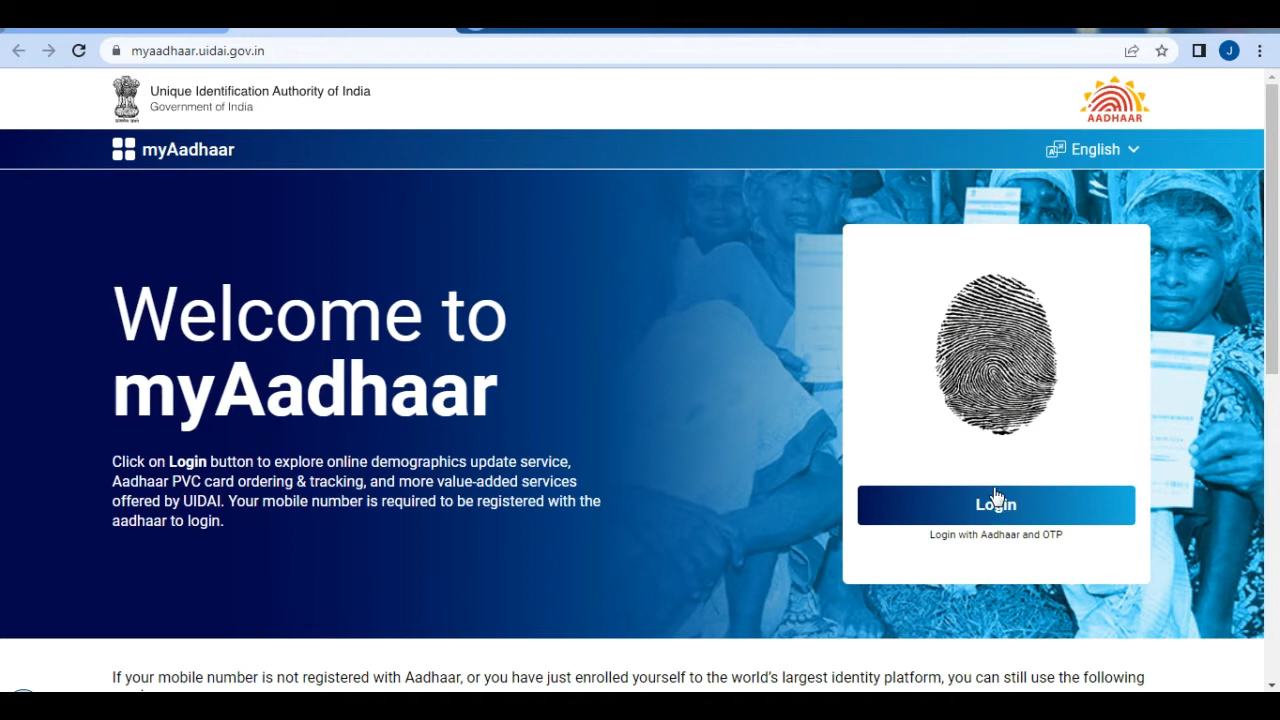 myaadhaar.uidai.gov.in
J
Unique Identification Authority of India
Government of India
AADHAAR
myAadhaar
English
Welcome to
myAadhaar
Click on Login button to explore online demographics update service,
Aadhaar PVC card ordering & tracking, and more value-added services
offered by UIDAI. Your mobile number is required to be registered with the
aadhaar to login.
Login
Login with Aadhaar and OTP
If your mobile number is not registered with Aadhaar, or you have just enrolled yourself to the world's largest identity platform, you can still use the following